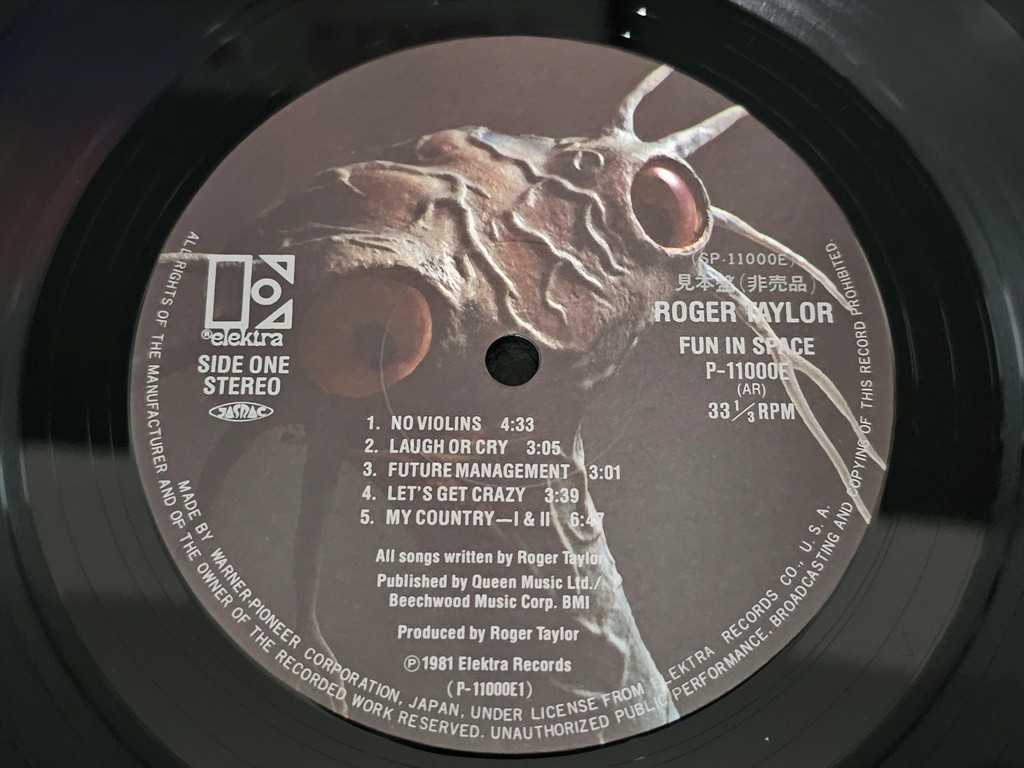 ALL RIGHTS OF THE MANUFACTURER AND OF THE OWNER OF THE RECORDED WORK RESERVED. UNAUTHORIZED PUBLIC PERFORMANCE, BROADCASTING AND COPYING OF THIS RECORD PROHIBITED.
®elektra
SIDE ONE
STEREO
JASRAC
(SP-11000E)
見本盤(非売品)
ROGER TAYLOR
FUN IN SPACE
P-11000E
(AR)
33 1/3 RPM
1. NO VIOLINS 4:33
2. LAUGH OR CRY 3:05
3. FUTURE MANAGEMENT 3:01
4. LET'S GET CRAZY 3:39
5. MY COUNTRY—I & II 6:47
All songs written by Roger Taylor
Published by Queen Music Ltd./
Beechwood Music Corp. BMI
Produced by Roger Taylor
Ⓟ1981 Elektra Records
(P-11000E1)
MADE BY WARNER-PIONEER CORPORATION, JAPAN, UNDER LICENSE FROM ELEKTRA RECORDS CO., U. S. A.